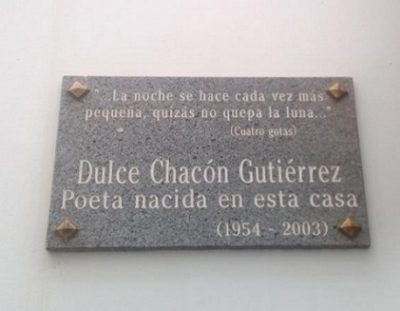 "...La noche se hace cada vez más
pequeña, quizás no quepa la luna..."
(Cuatro gotas)
Dulce Chacón Gutiérrez
Poeta nacida en esta casa
(1954 - 2003)